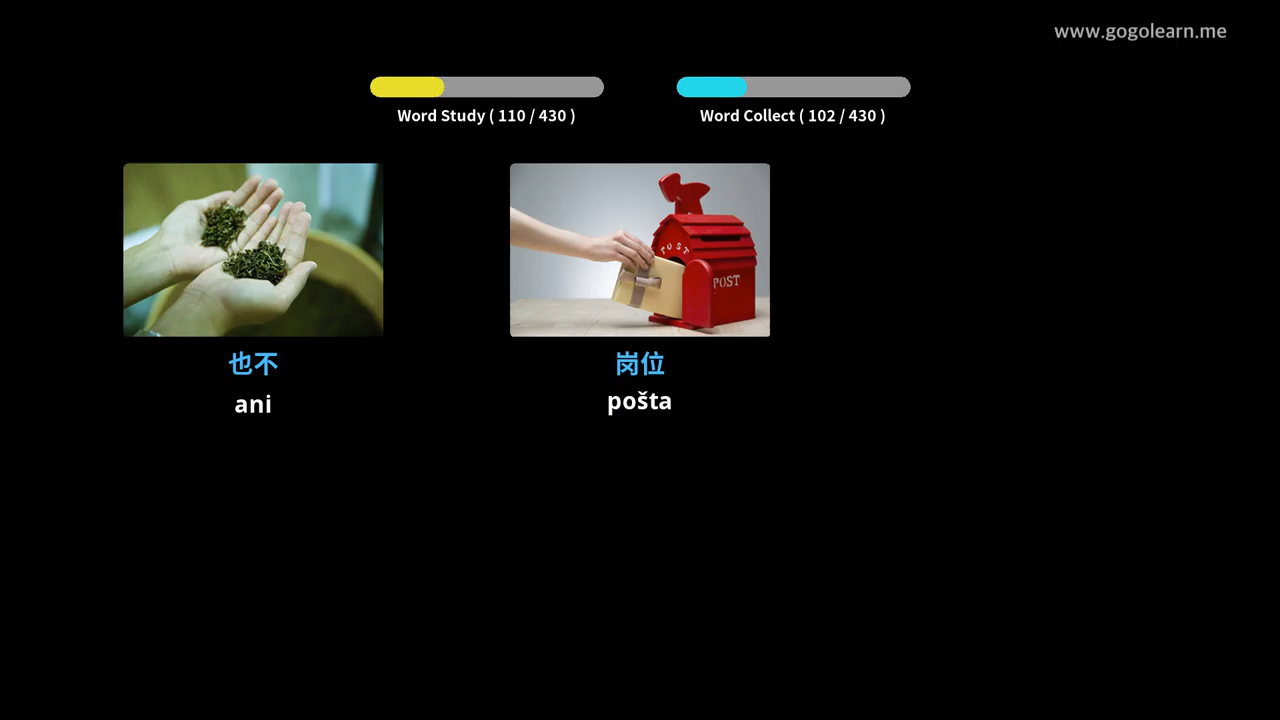 www.gogolearn.me
Word Study ( 110 / 430 )
Word Collect ( 102 / 430 )
POST
POST
也不
岗位
ani
pošta